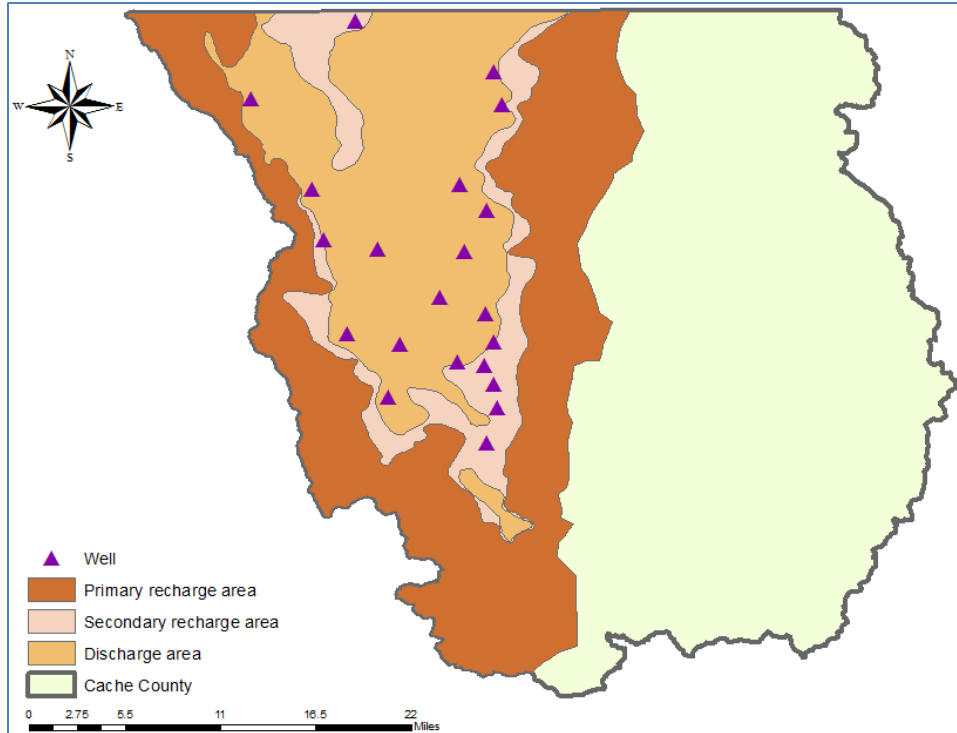 N
W E
S
Well
Primary recharge area
Secondary recharge area
Discharge area
Cache County
0 2.75 5.5 11 16.5 22
Miles